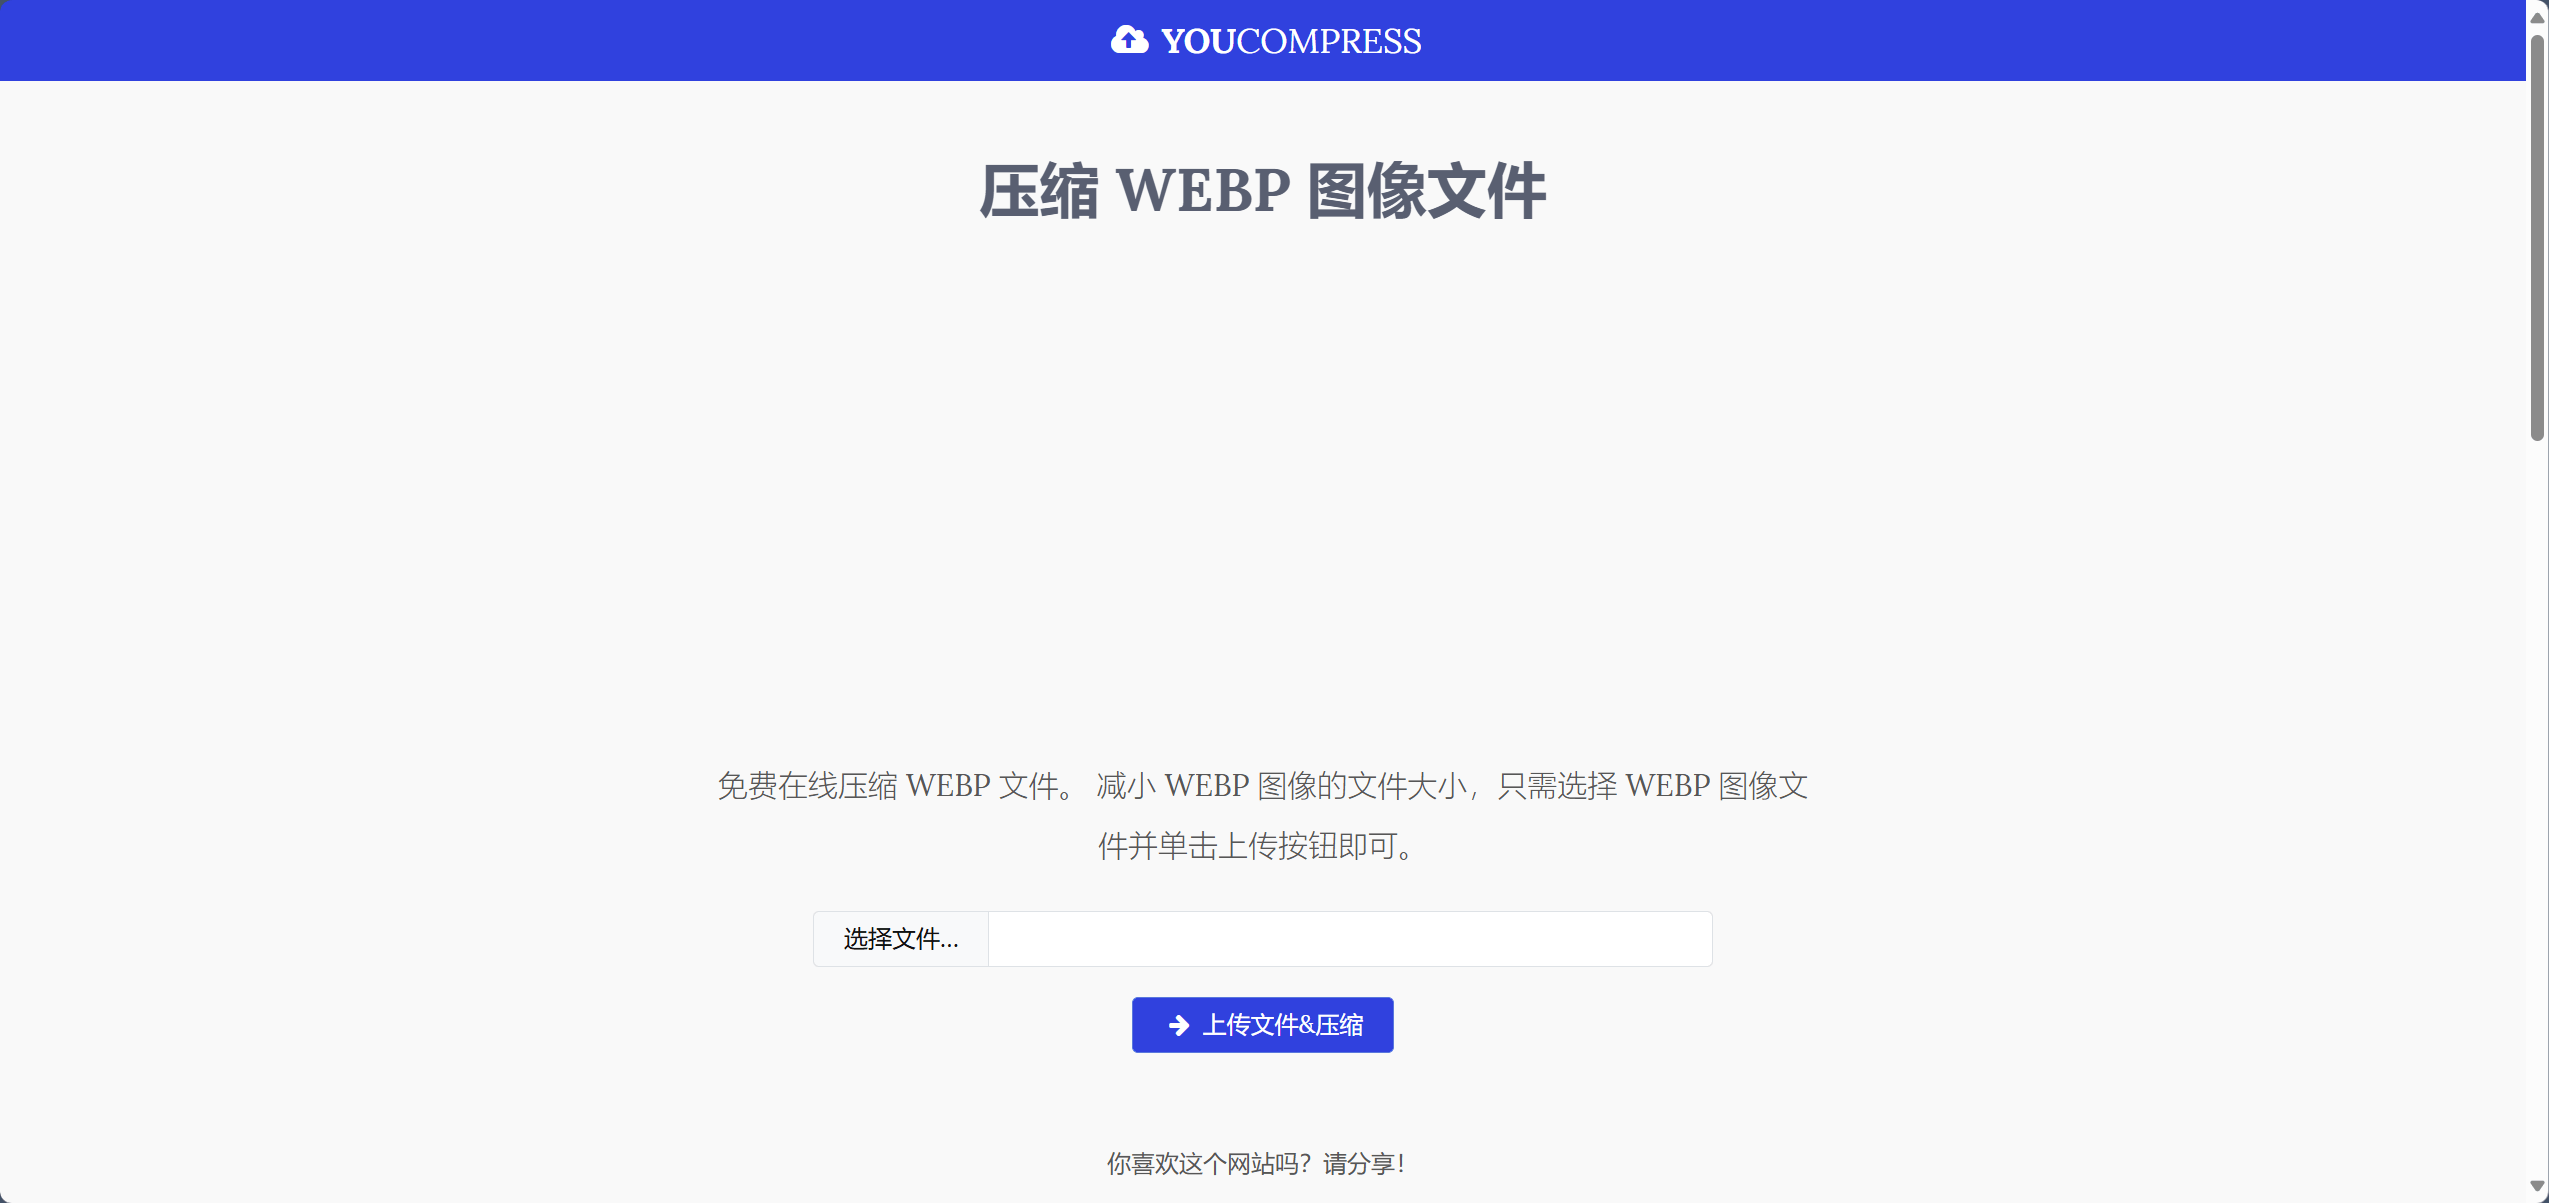 YOUCOMPRESS
压缩 WEBP 图像文件
免费在线压缩 WEBP 文件。 减小 WEBP 图像的文件大小，只需选择 WEBP 图像文
件并单击上传按钮即可。
选择文件...
上传文件&压缩
你喜欢这个网站吗？请分享！